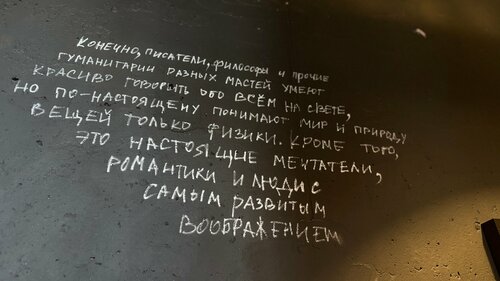 Конечно, писатели, философы и прочие
гуманитарии разных мастей умеют
красиво говорить обо всём на свете,
но по-настоящему понимают мир и природу
вещей только физики. Кроме того,
это настоящие мечтатели,
романтики и люди с
самым развитым
воображением